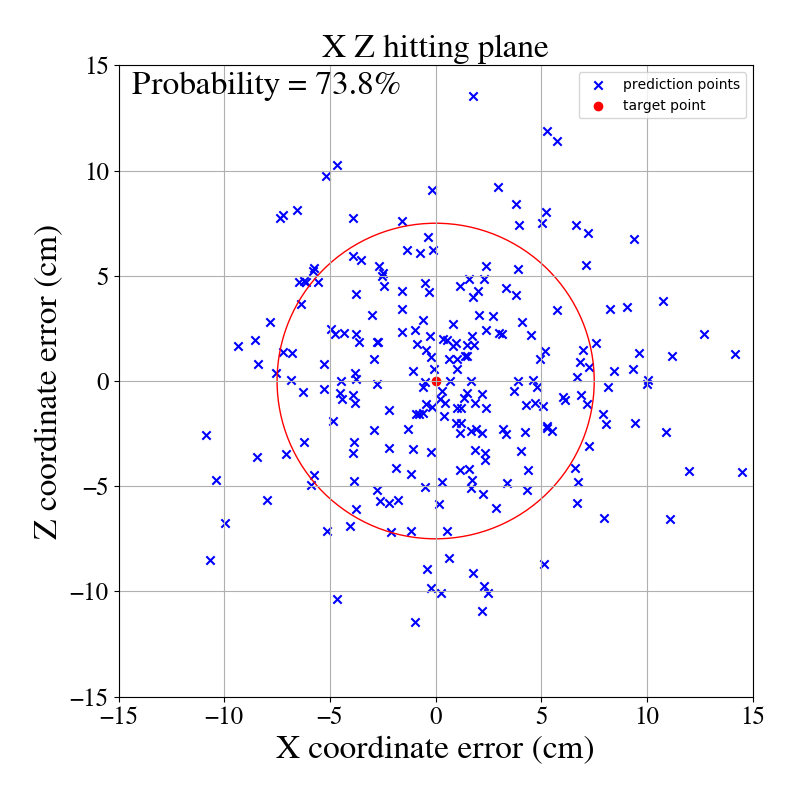 X Z hitting plane
Probability = 73.8%
prediction points
target point
15
10
5
0
−5
−10
−15
Z coordinate error (cm)
−15 −10 −5 0 5 10 15
X coordinate error (cm)